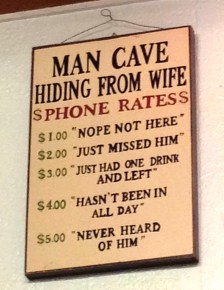 MAN CAVE
HIDING FROM WIFE
$PHONE RATES$
$1.00 "NOPE NOT HERE"
$2.00 "JUST MISSED HIM"
$3.00 "JUST HAD ONE DRINK
AND LEFT"
$4.00 "HASN'T BEEN IN
ALL DAY"
$5.00 "NEVER HEARD
OF HIM"